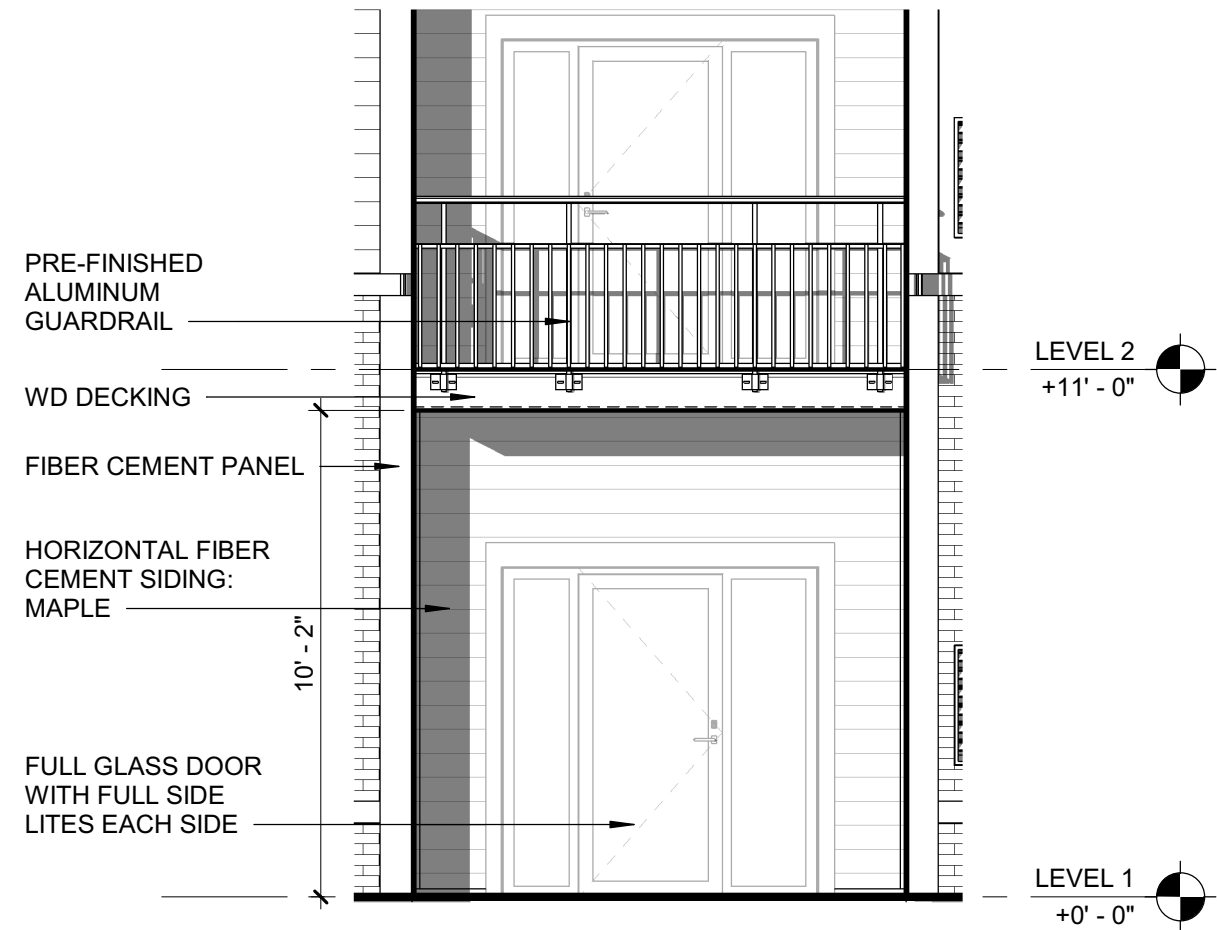 PRE-FINISHED
ALUMINUM
GUARDRAIL
LEVEL 2
+11' - 0"
WD DECKING
FIBER CEMENT PANEL
HORIZONTAL FIBER
CEMENT SIDING:
MAPLE
10' - 2"
FULL GLASS DOOR
WITH FULL SIDE
LITES EACH SIDE
LEVEL 1
+0' - 0"